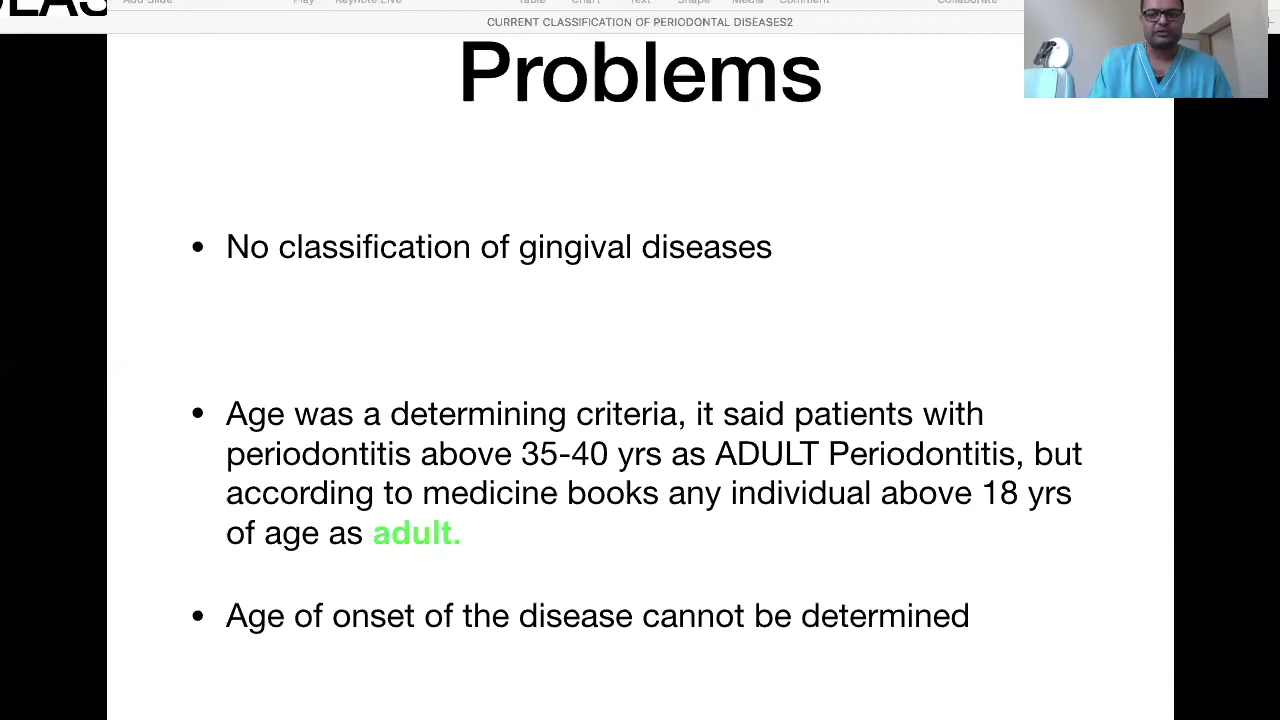 Add Slide Play Keynote Live Table Chart Text Shape Media Comment Collaborate
CURRENT CLASSIFICATION OF PERIODONTAL DISEASES2
Problems
• No classification of gingival diseases
• Age was a determining criteria, it said patients with
periodontitis above 35-40 yrs as ADULT Periodontitis, but
according to medicine books any individual above 18 yrs
of age as adult.
• Age of onset of the disease cannot be determined